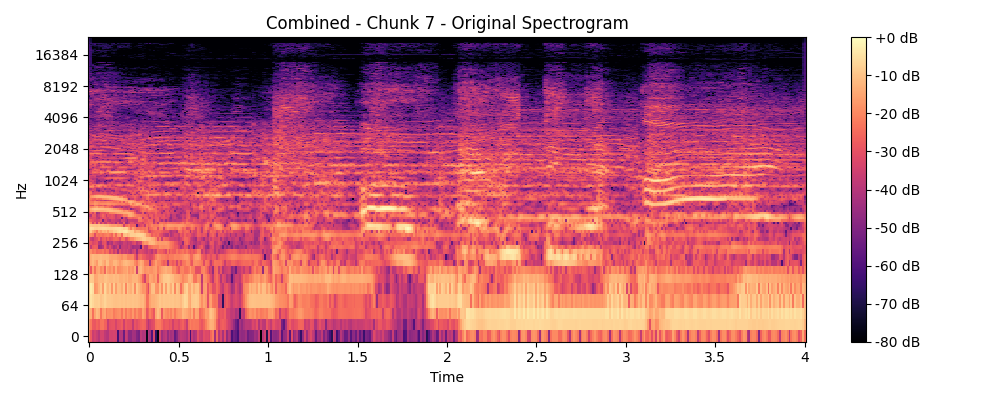 Combined - Chunk 7 - Original Spectrogram
Hz
16384
8192
4096
2048
1024
512
256
128
64
0
0 0.5 1 1.5 2 2.5 3 3.5 4
Time
+0 dB
-10 dB
-20 dB
-30 dB
-40 dB
-50 dB
-60 dB
-70 dB
-80 dB